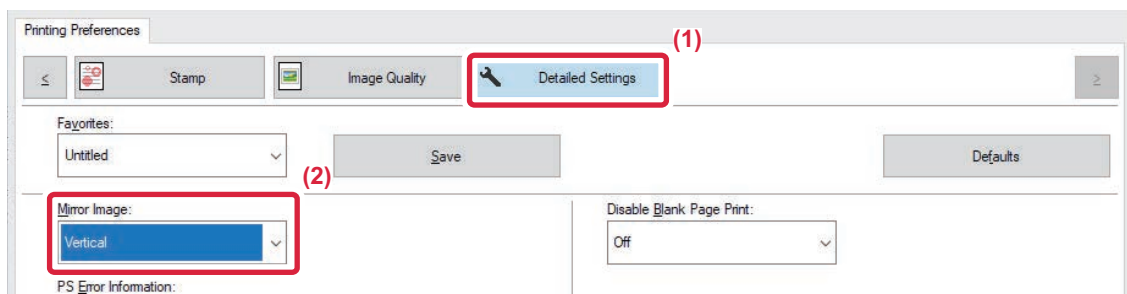 Printing Preferences
(1)
< Stamp Image Quality Detailed Settings >
Favorites:
Untitled Save Defaults
(2)
Mirror Image: Disable Blank Page Print:
Vertical Off
PS Error Information: